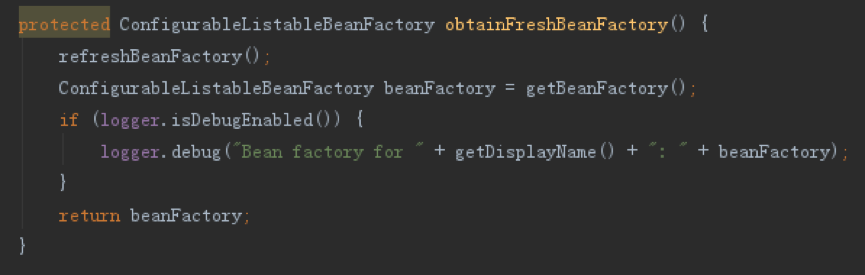 protected ConfigurableListableBeanFactory obtainFreshBeanFactory() {
    refreshBeanFactory();
    ConfigurableListableBeanFactory beanFactory = getBeanFactory();
    if (logger.isDebugEnabled()) {
        logger.debug("Bean factory for " + getDisplayName() + ": " + beanFactory);
    }
    return beanFactory;
}